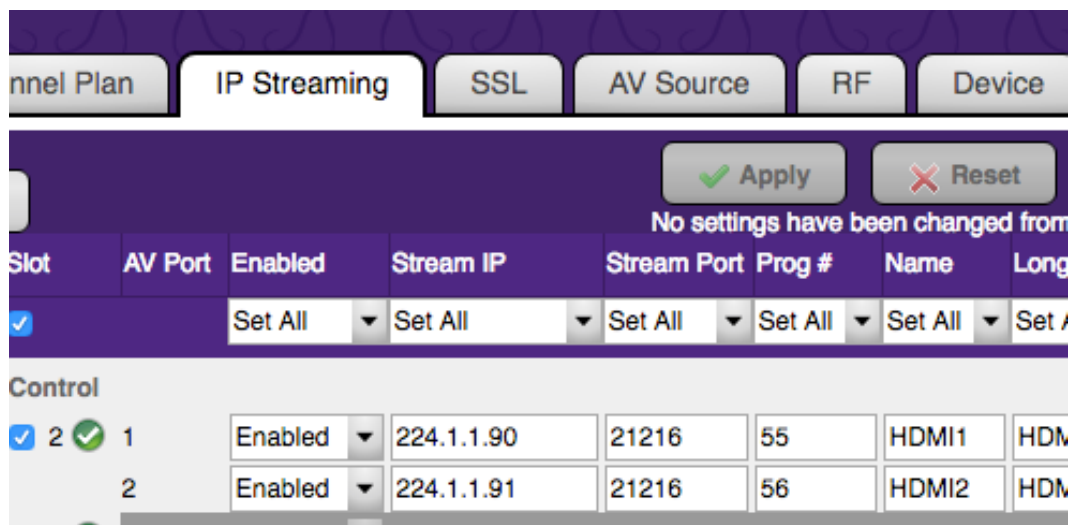 nnel Plan IP Streaming SSL AV Source RF Device
Apply Reset
No settings have been changed from
Slot AV Port Enabled Stream IP Stream Port Prog # Name Long
Set All Set All Set All Set All Set All Set A
Control
2 1 Enabled 224.1.1.90 21216 55 HDMI1 HDM
2 Enabled 224.1.1.91 21216 56 HDMI2 HDM